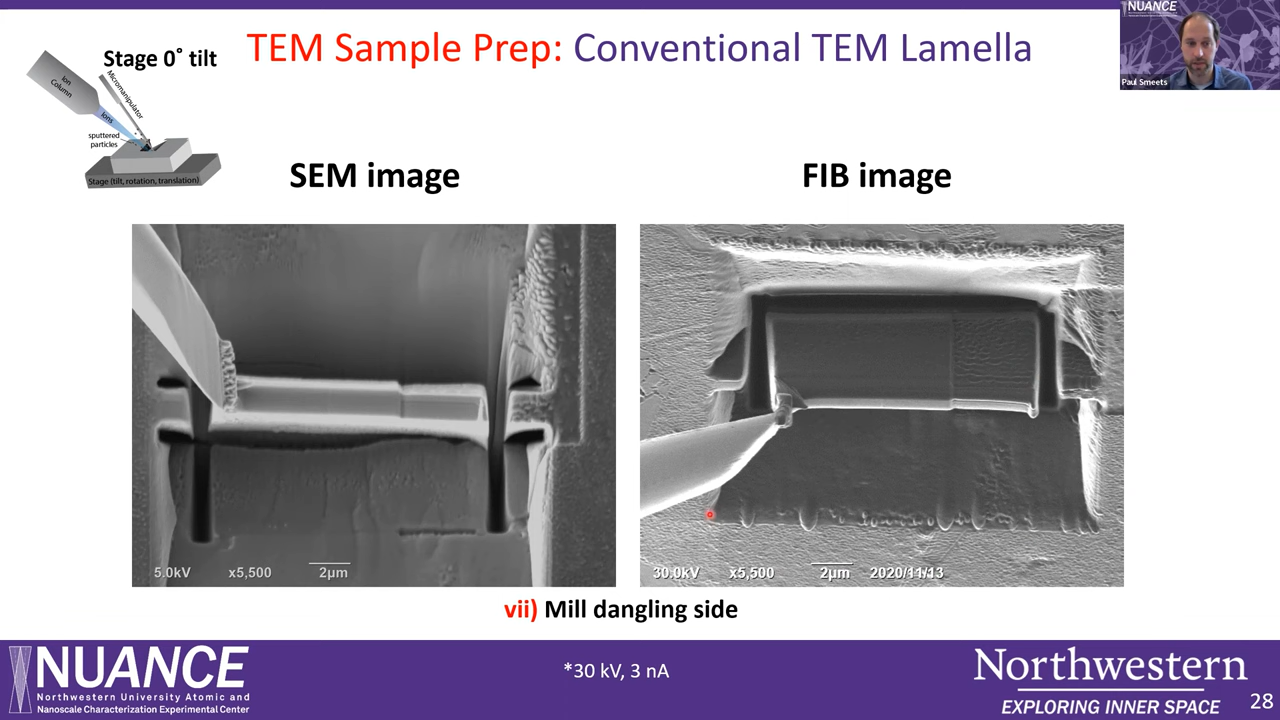 TEM Sample Prep: Conventional TEM Lamella
Stage 0˚ tilt
Ion
Column
Micromanipulator
Ions
sputtered
particles
Stage (tilt, rotation, translation)
NUANCE
Paul Smeets
SEM image
FIB image
5.0kV x5,500 2µm
30.0kV x5,500 2µm 2020/11/13
vii) Mill dangling side
NUANCE
Northwestern University Atomic and
Nanoscale Characterization Experimental Center
*30 kV, 3 nA
Northwestern
EXPLORING INNER SPACE
28